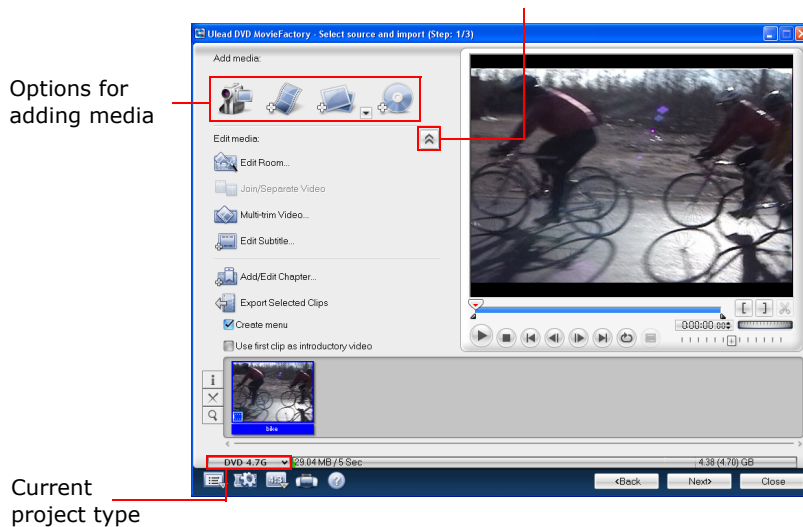 Ulead DVD MovieFactory - Select source and import (Step: 1/3)
Add media:
Options for
adding media
Edit media:
Edit Room...
Join/Separate Video
Multi-trim Video...
Edit Subtitle...
Add/Edit Chapter...
Export Selected Clips
Create menu
Use first clip as introductory video
0:00:00.00
bike
DVD 4.7G
29.04 MB / 5 Sec
4.38 (4.70) GB
4:3
<Back
Next>
Close
Current
project type